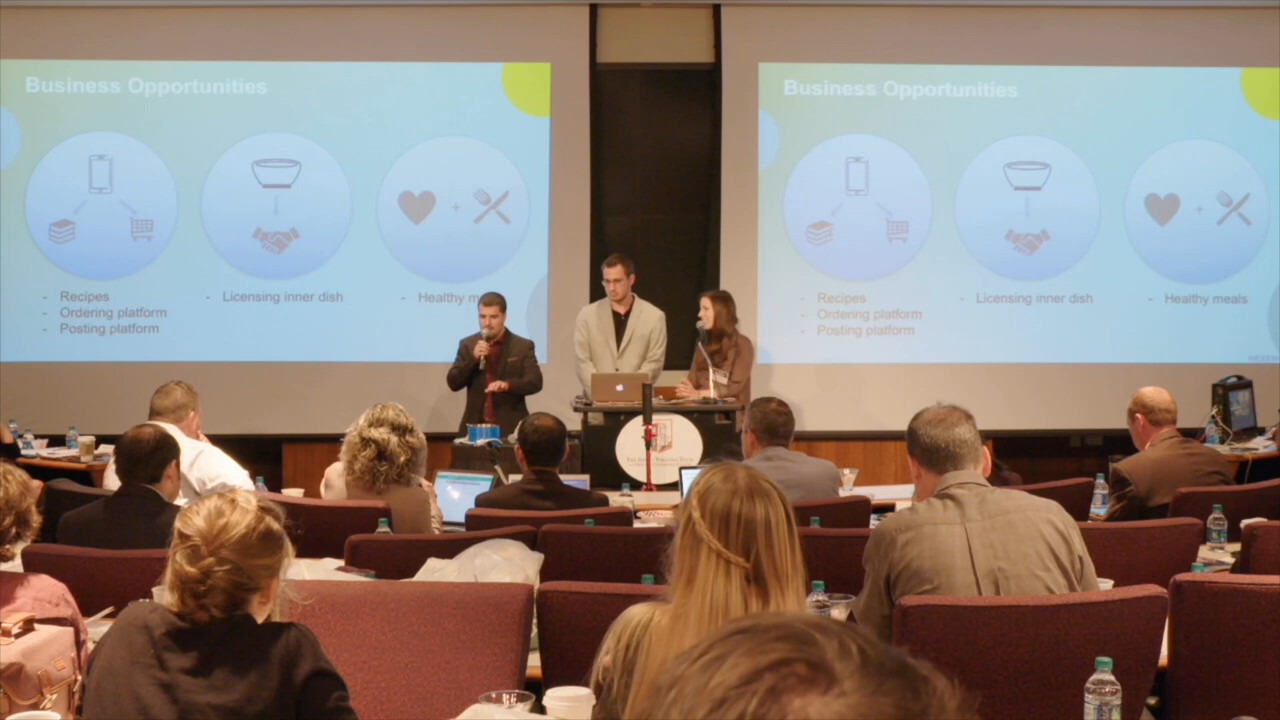 Business Opportunities
- Recipes
- Ordering platform
- Posting platform
- Licensing inner dish
- Healthy m
Business Opportunities
- Recipes
- Ordering platform
- Posting platform
- Licensing inner dish
- Healthy meals